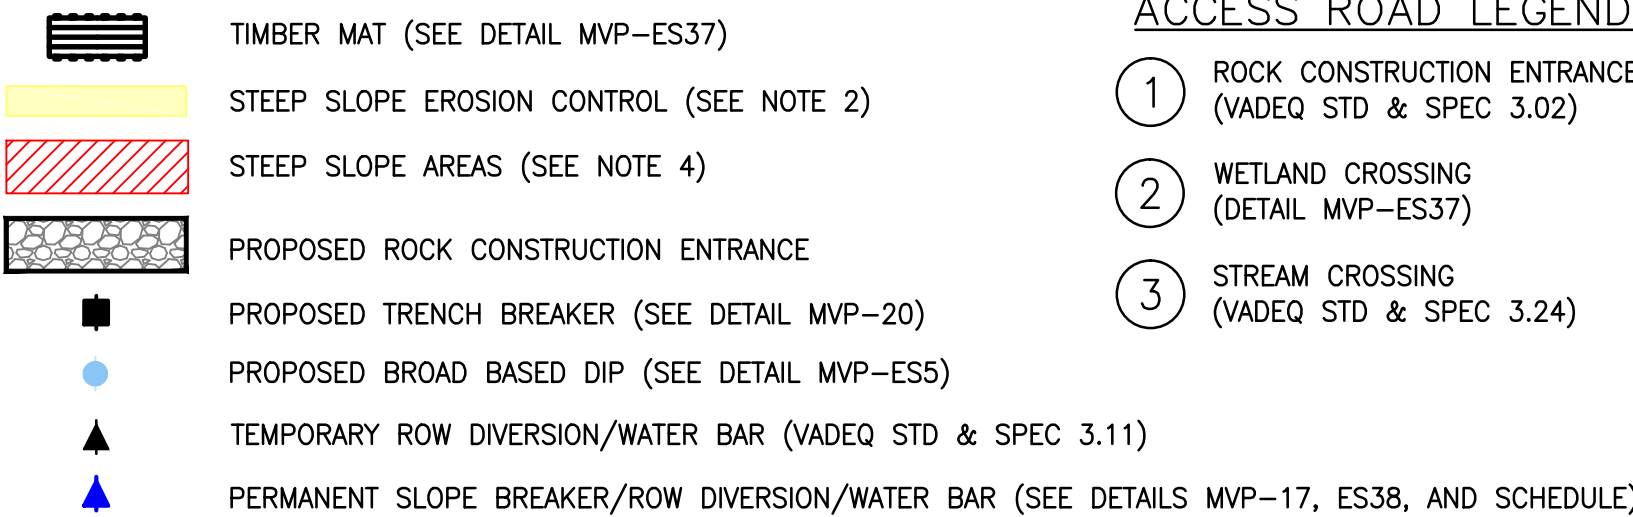 TIMBER MAT (SEE DETAIL MVP-ES37)
STEEP SLOPE EROSION CONTROL (SEE NOTE 2)
STEEP SLOPE AREAS (SEE NOTE 4)
PROPOSED ROCK CONSTRUCTION ENTRANCE
PROPOSED TRENCH BREAKER (SEE DETAIL MVP-20)
PROPOSED BROAD BASED DIP (SEE DETAIL MVP-ES5)
TEMPORARY ROW DIVERSION/WATER BAR (VADEQ STD & SPEC 3.11)
PERMANENT SLOPE BREAKER/ROW DIVERSION/WATER BAR (SEE DETAILS MVP-17, ES38, AND SCHEDULE)
ACCESS ROAD LEGEND
1 ROCK CONSTRUCTION ENTRANCE
(VADEQ STD & SPEC 3.02)
2 WETLAND CROSSING
(DETAIL MVP-ES37)
3 STREAM CROSSING
(VADEQ STD & SPEC 3.24)